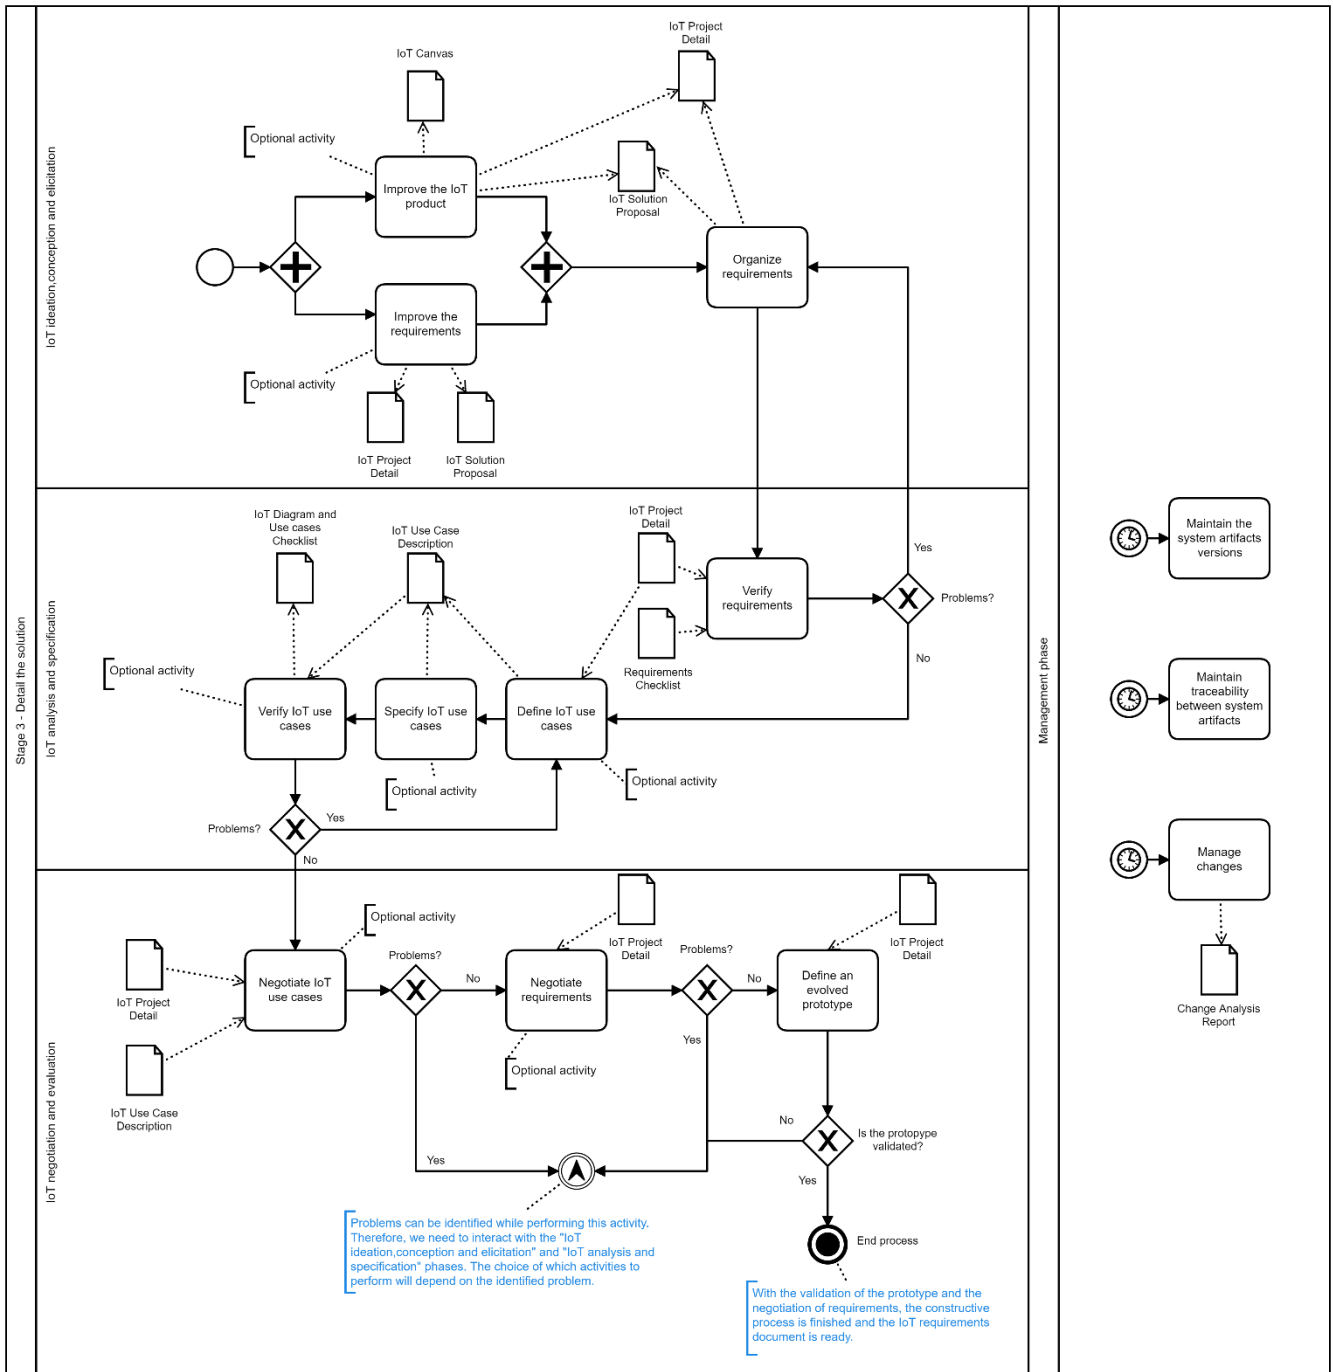 Stage 3 - Detail the solution
IoT ideation,conception and elicitation
IoT Project
Detail
IoT Canvas
Optional activity
Improve the IoT
product
IoT Solution
Proposal
Organize
requirements
Improve the
requirements
Optional activity
IoT Project
Detail
IoT Solution
Proposal
IoT analysis and specification
IoT Diagram and
Use cases
Checklist
IoT Use Case
Description
IoT Project
Detail
Yes
Verify
requirements
Problems?
Requirements
Checklist
No
Optional activity
Verify IoT use
cases
Specify IoT use
cases
Define IoT use
cases
Optional activity
Optional activity
Problems?
Yes
No
IoT negotiation and evaluation
Optional activity
IoT Project
Detail
IoT Project
Detail
Problems?
Problems?
Negotiate IoT
use cases
No
Negotiate
requirements
No
Define an
evolved
prototype
IoT Project
Detail
Yes
Optional activity
IoT Use Case
Description
No
Is the protopype
validated?
Yes
Yes
Problems can be identified while performing this activity.
Therefore, we need to interact with the "IoT
ideation,conception and elicitation" and "IoT analysis and
specification" phases. The choice of which activities to
perform will depend on the identified problem.
End process
With the validation of the prototype and the
negotiation of requirements, the constructive
process is finished and the IoT requirements
document is ready.
Management phase
Maintain the
system artifacts
versions
Maintain
traceability
between system
artifacts
Manage
changes
Change Analysis
Report